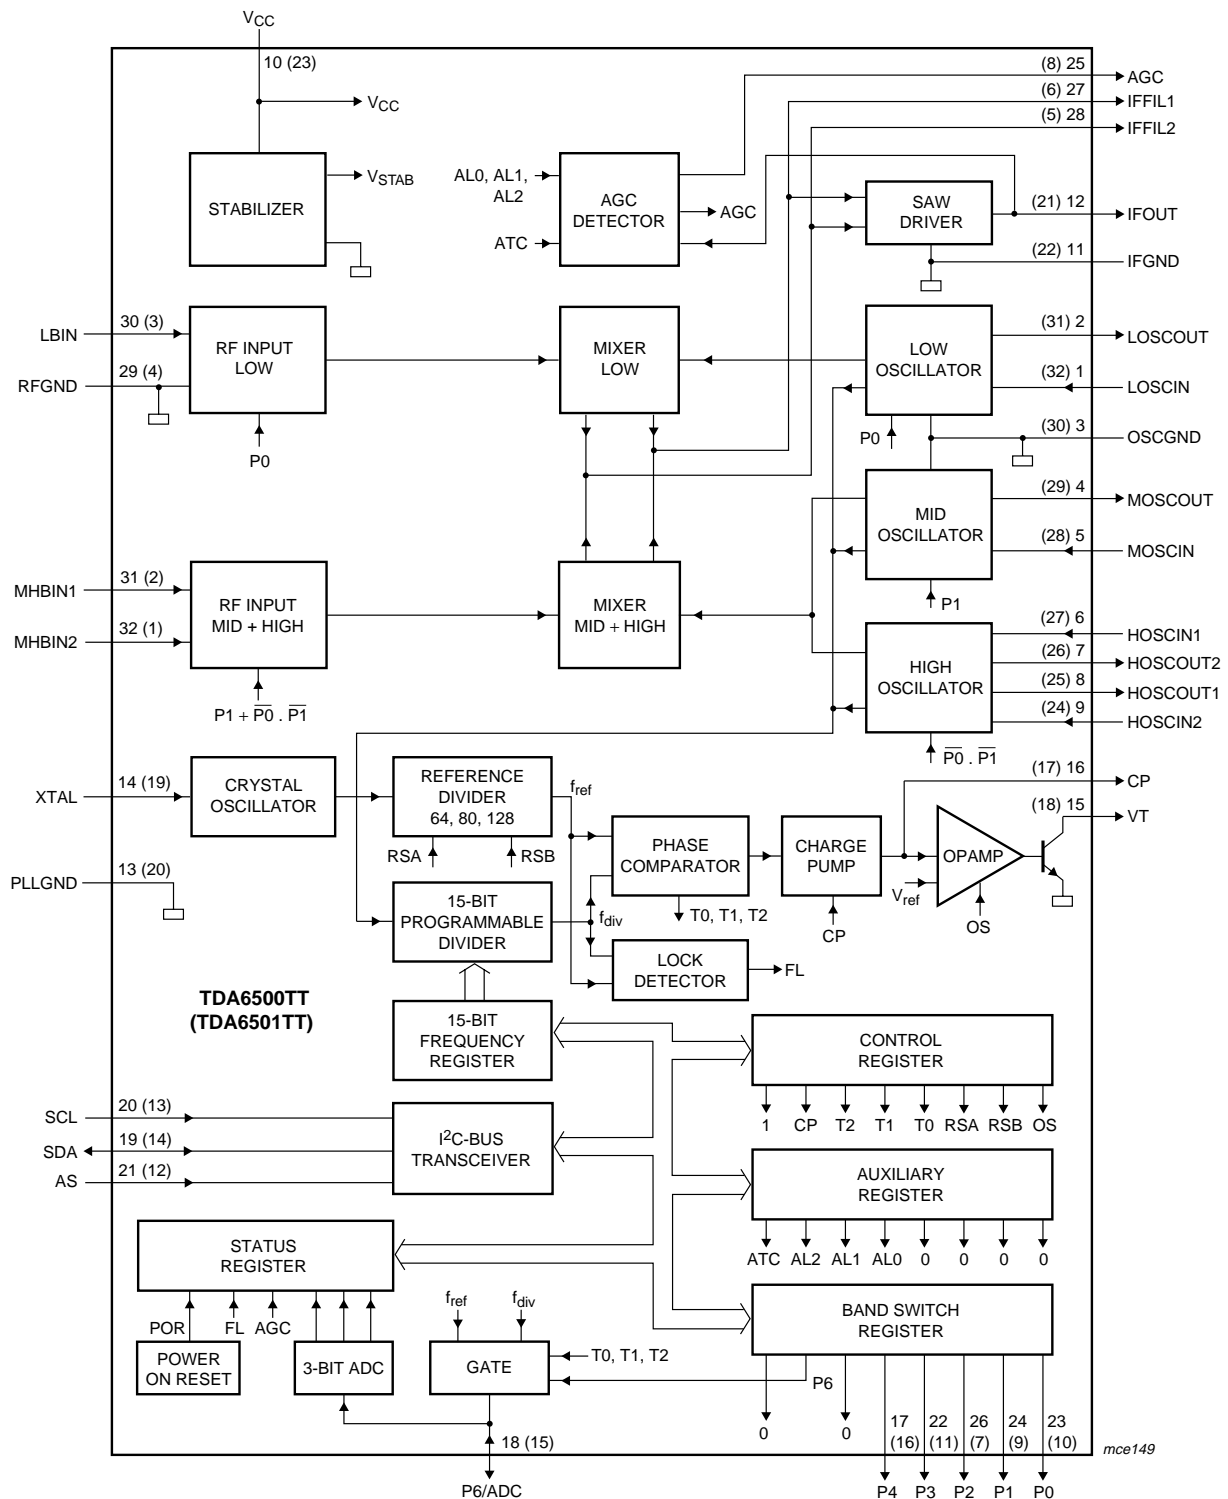 VCC
10 (23)
(8) 25
AGC
(6) 27
IFFIL1
VCC
(5) 28
IFFIL2
VSTAB
STABILIZER
AL0, AL1,
AL2
ATC
AGC
DETECTOR
AGC
SAW
DRIVER
(21) 12
IFOUT
(22) 11
IFGND
LBIN
30 (3)
RFGND
29 (4)
RF INPUT
LOW
P0
MIXER
LOW
LOW
OSCILLATOR
P0
(31) 2
LOSCOUT
(32) 1
LOSCIN
(30) 3
OSCGND
MID
OSCILLATOR
P1
(29) 4
MOSCOUT
(28) 5
MOSCIN
MHBIN1
31 (2)
MHBIN2
32 (1)
RF INPUT
MID + HIGH
P1 + P̅0̅ . P̅1̅
MIXER
MID + HIGH
HIGH
OSCILLATOR
P̅0̅ . P̅1̅
(27) 6
HOSCIN1
(26) 7
HOSCOUT2
(25) 8
HOSCOUT1
(24) 9
HOSCIN2
XTAL
14 (19)
CRYSTAL
OSCILLATOR
REFERENCE
DIVIDER
64, 80, 128
RSA
RSB
fref
(17) 16
CP
(18) 15
VT
PLLGND
13 (20)
15-BIT
PROGRAMMABLE
DIVIDER
fdiv
PHASE
COMPARATOR
T0, T1, T2
CHARGE
PUMP
CP
OPAMP
Vref
OS
LOCK
DETECTOR
FL
TDA6500TT
(TDA6501TT)
15-BIT
FREQUENCY
REGISTER
CONTROL
REGISTER
1 CP T2 T1 T0 RSA RSB OS
SCL
20 (13)
SDA
19 (14)
AS
21 (12)
I2C-BUS
TRANSCEIVER
AUXILIARY
REGISTER
ATC AL2 AL1 AL0 0 0 0 0
STATUS
REGISTER
POR
FL
AGC
POWER
ON RESET
3-BIT ADC
fref
fdiv
GATE
T0, T1, T2
BAND SWITCH
REGISTER
P6
0
0
17
(16)
22
(11)
26
(7)
24
(9)
23
(10)
18 (15)
P6/ADC
P4 P3 P2 P1 P0
mce149